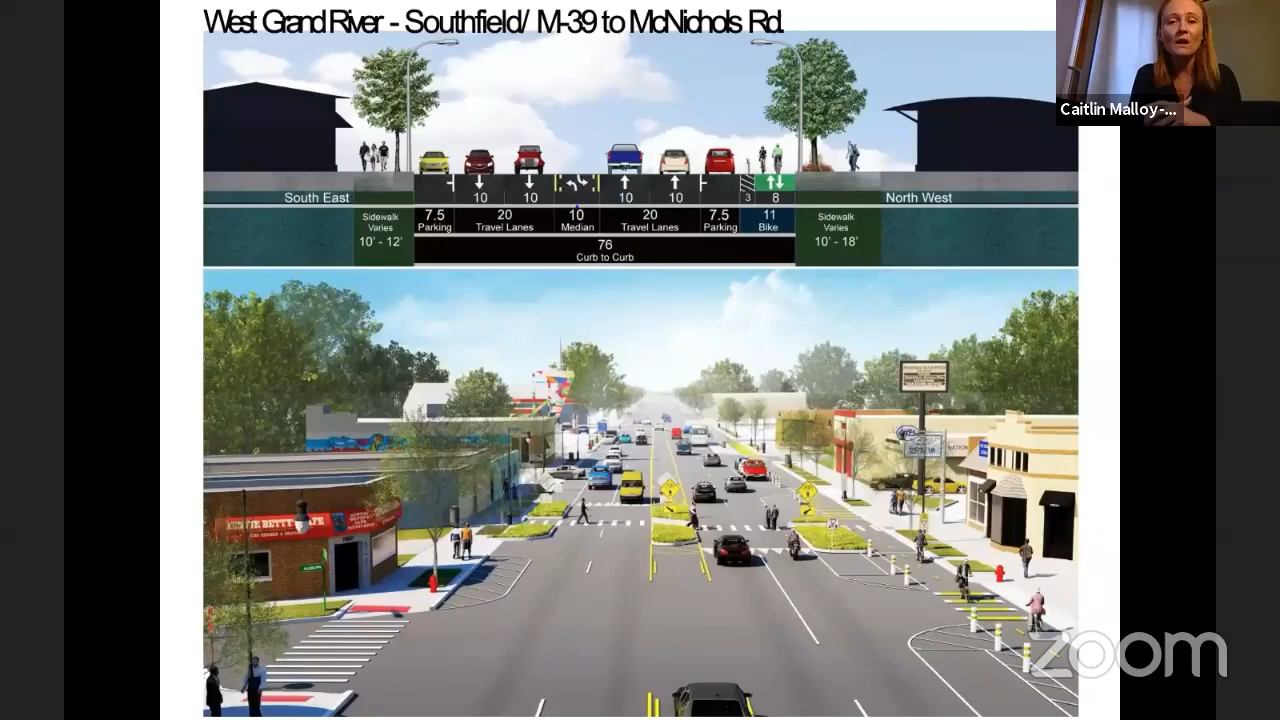 West Grand River - Southfield/ M-39 to McNichols Rd.
Caitlin Malloy-...
South East
10
10
10
10
3
8
North West
Sidewalk
Varies
10' - 12'
7.5
Parking
20
Travel Lanes
10
Median
20
Travel Lanes
7.5
Parking
11
Bike
Sidewalk
Varies
10' - 18'
76
Curb to Curb
zoom